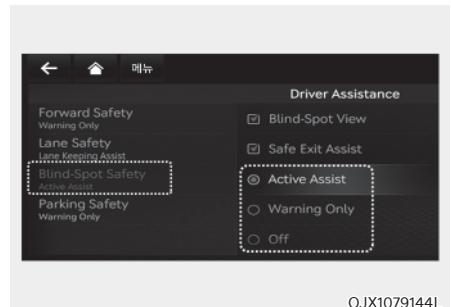 메뉴
Driver Assistance
Forward Safety
Warning Only
Lane Safety
Lane Keeping Assist
Blind-Spot Safety
Active Assist
Parking Safety
Warning Only
Blind-Spot View
Safe Exit Assist
Active Assist
Warning Only
Off
OJX1079144L